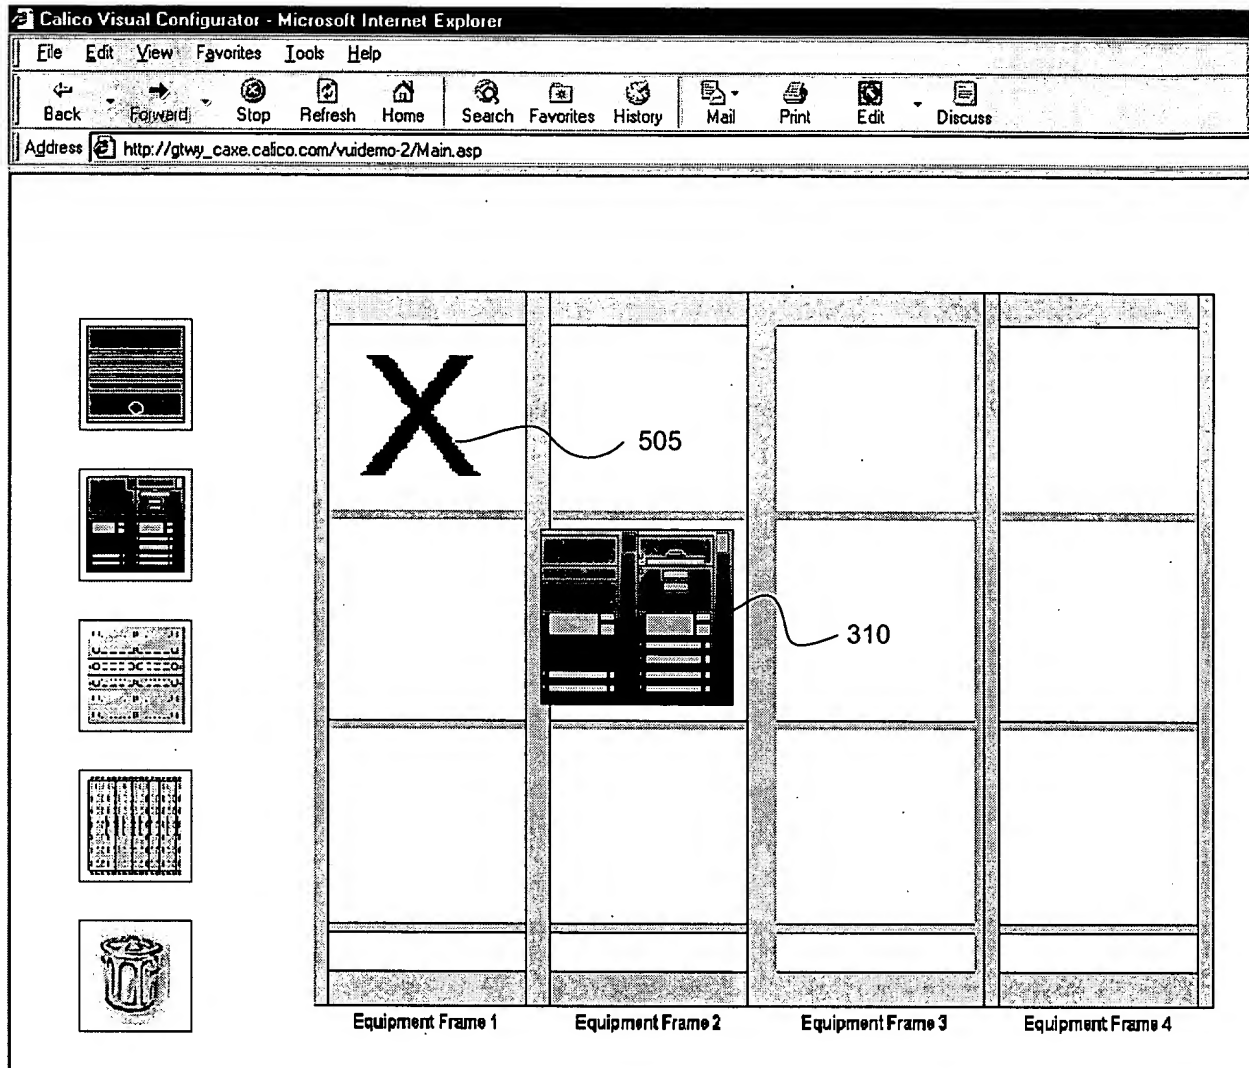 Calico Visual Configurator - Microsoft Internet Explorer
File Edit View Favorites Tools Help
Back Forward Stop Refresh Home Search Favorites History Mail Print Edit Discuss
Address http://gtwy_caxe.calico.com/vuidemo-2/Main.asp
X
505
310
Equipment Frame 1 Equipment Frame 2 Equipment Frame 3 Equipment Frame 4